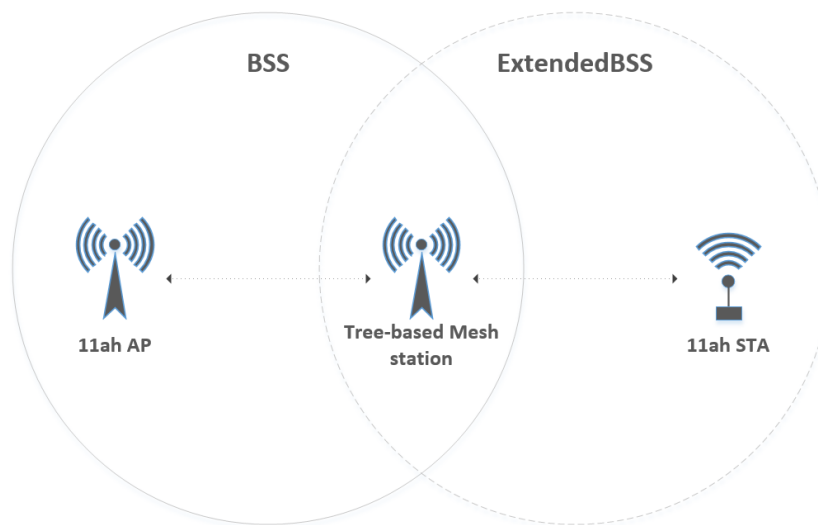 BSS
ExtendedBSS
11ah AP
Tree-based Mesh
station
11ah STA